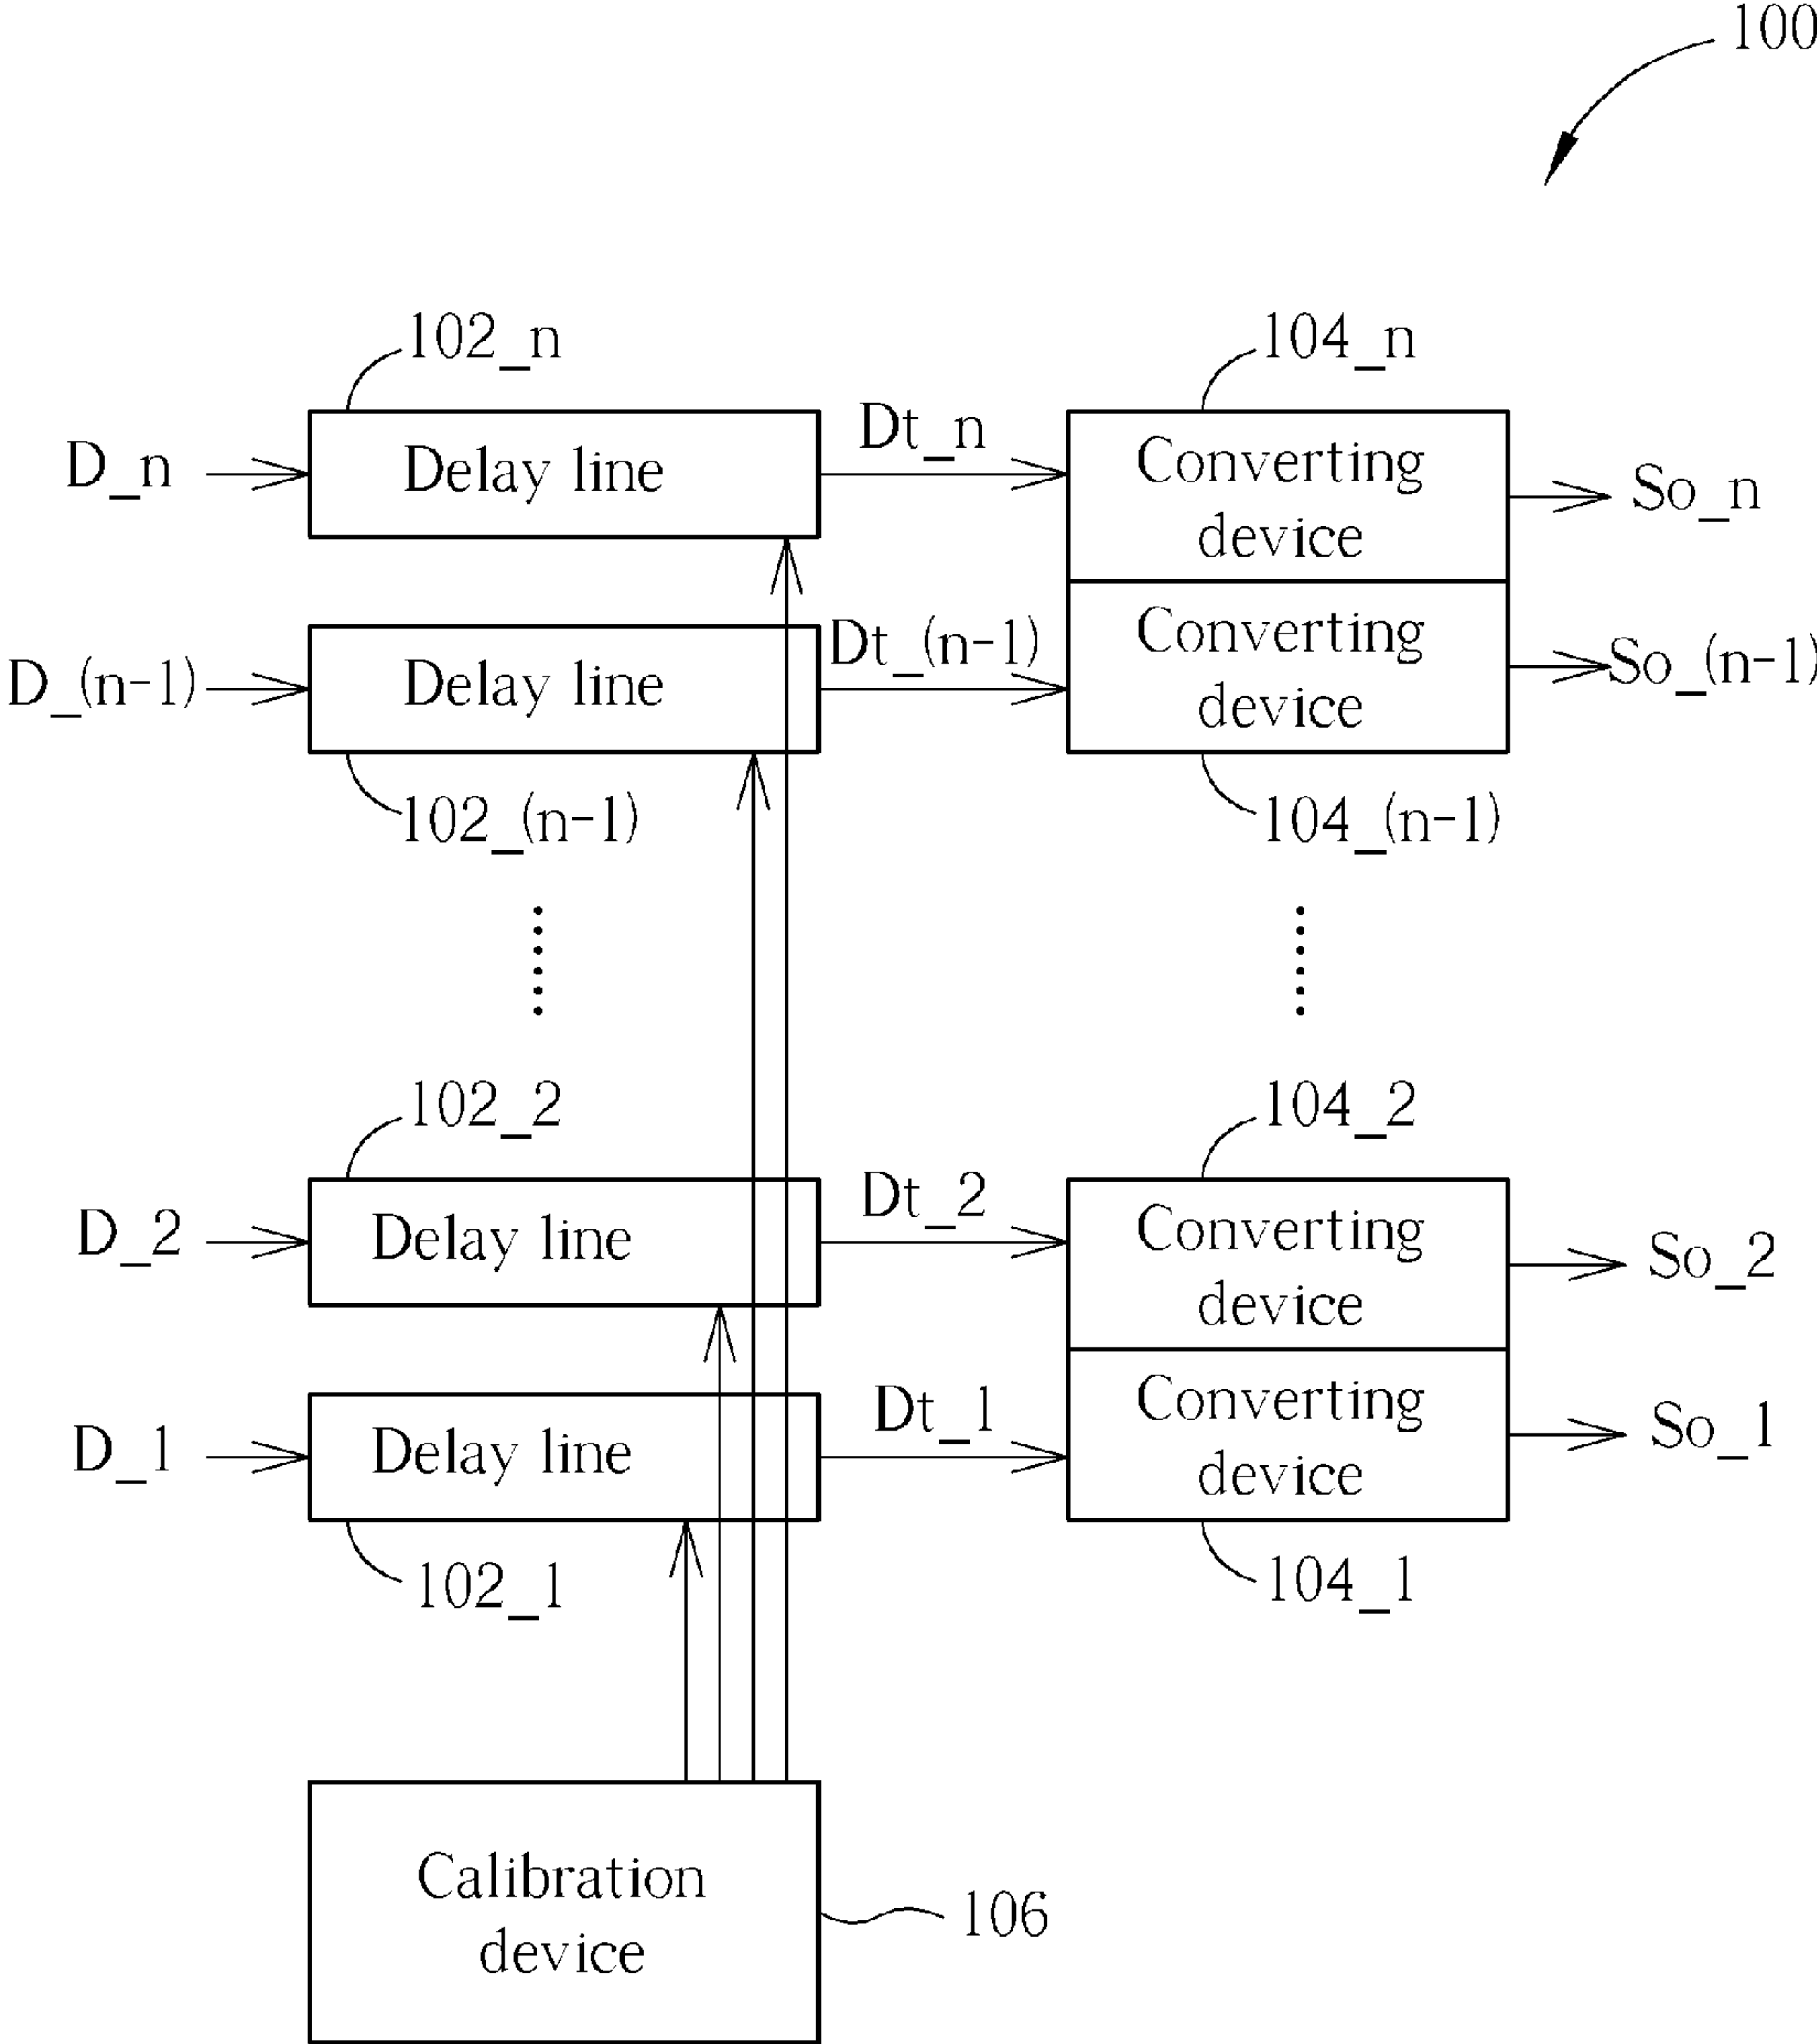 100
102_n
104_n
D_n
Delay line
Dt_n
Converting
device
So_n
D_(n-1)
Delay line
Dt_(n-1)
Converting
device
So_(n-1)
102_(n-1)
104_(n-1)
102_2
104_2
D_2
Delay line
Dt_2
Converting
device
So_2
D_1
Delay line
Dt_1
Converting
device
So_1
102_1
104_1
Calibration
device
106